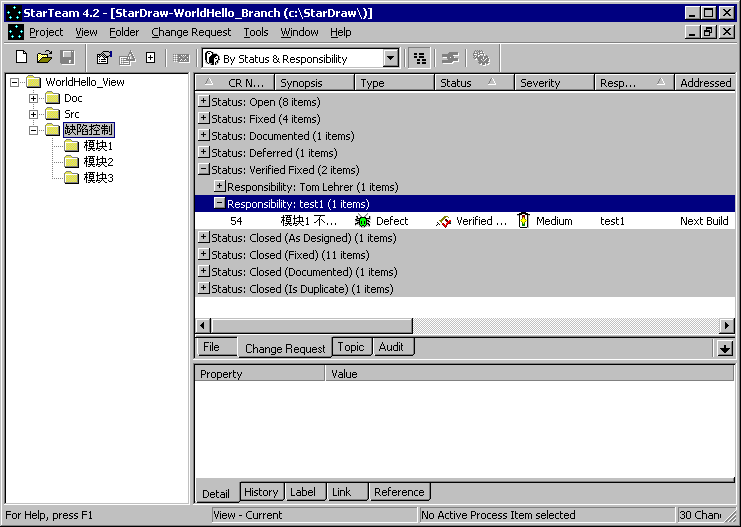 StarTeam 4.2 - [StarDraw-WorldHello_Branch (c:\StarDraw\)]
Project View Folder Change Request Tools Window Help
By Status & Responsibility
WorldHello_View
Doc
Src
缺陷控制
模块1
模块2
模块3
CR N... Synopsis Type Status Severity Resp... Addressed
Status: Open (8 items)
Status: Fixed (4 items)
Status: Documented (1 items)
Status: Deferred (1 items)
Status: Verified Fixed (2 items)
Responsibility: Tom Lehrer (1 items)
Responsibility: test1 (1 items)
54 模块1 不... Defect Verified ... Medium test1 Next Build
Status: Closed (As Designed) (1 items)
Status: Closed (Fixed) (11 items)
Status: Closed (Documented) (1 items)
Status: Closed (Is Duplicate) (1 items)
File Change Request Topic Audit
Property Value
Detail History Label Link Reference
For Help, press F1 View - Current No Active Process Item selected 30 Chang